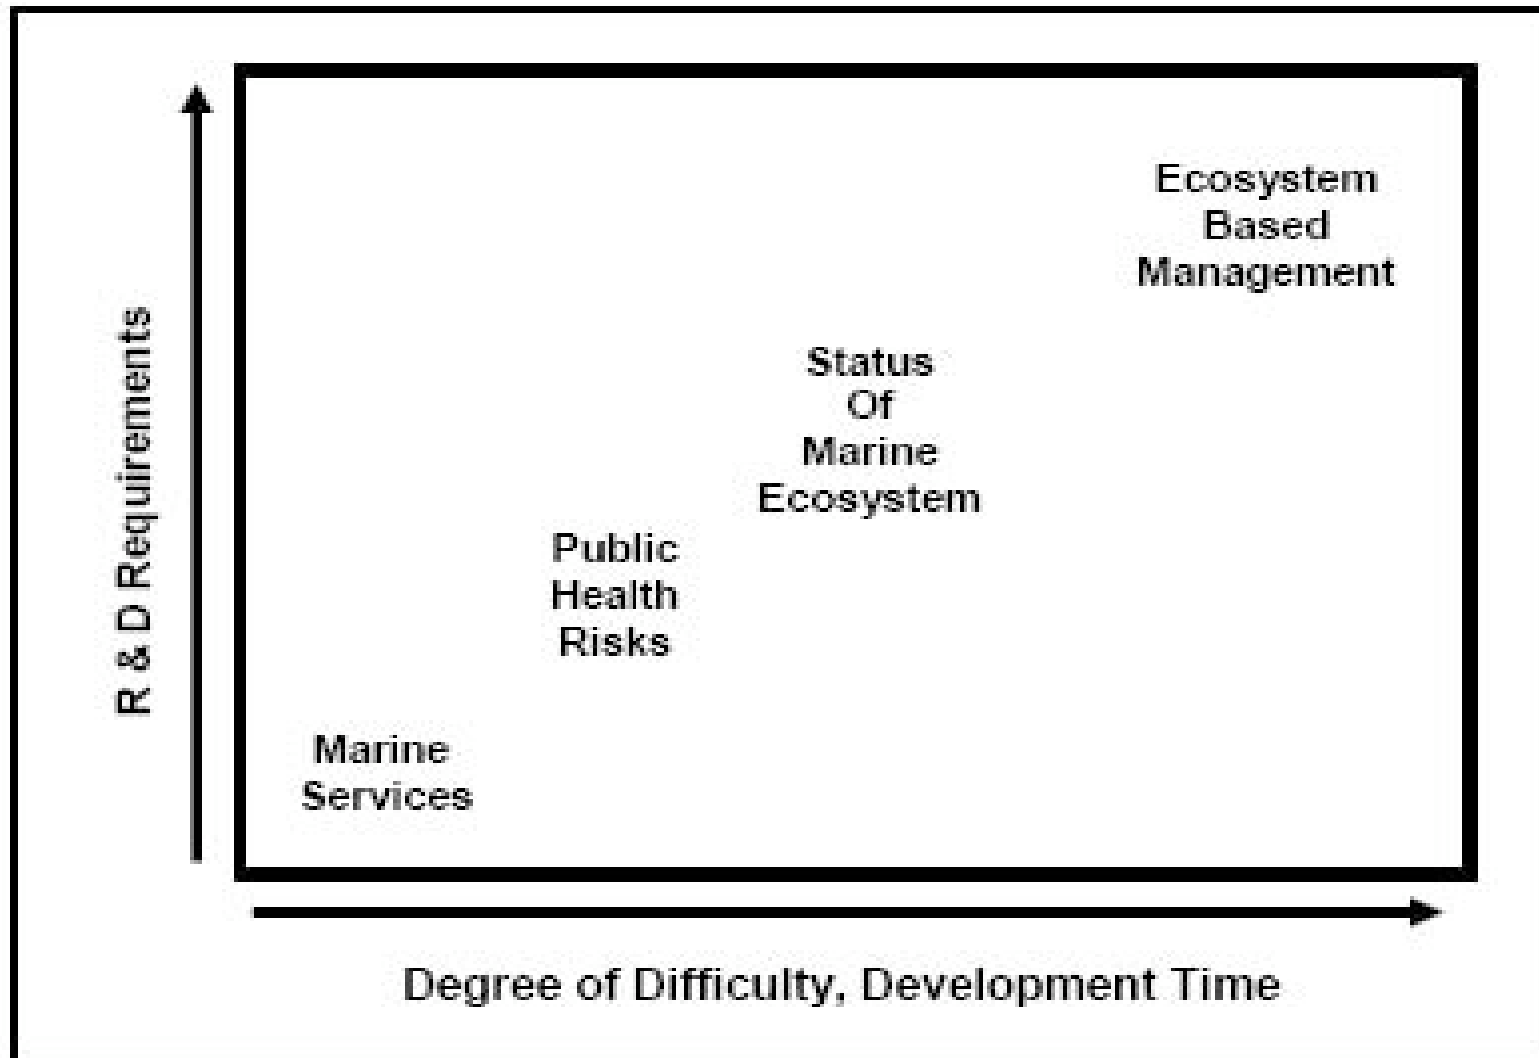 Ecosystem
Based
Management
Status
Of
Marine
Ecosystem
Public
Health
Risks
Marine
Services
R & D Requirements
Degree of Difficulty, Development Time